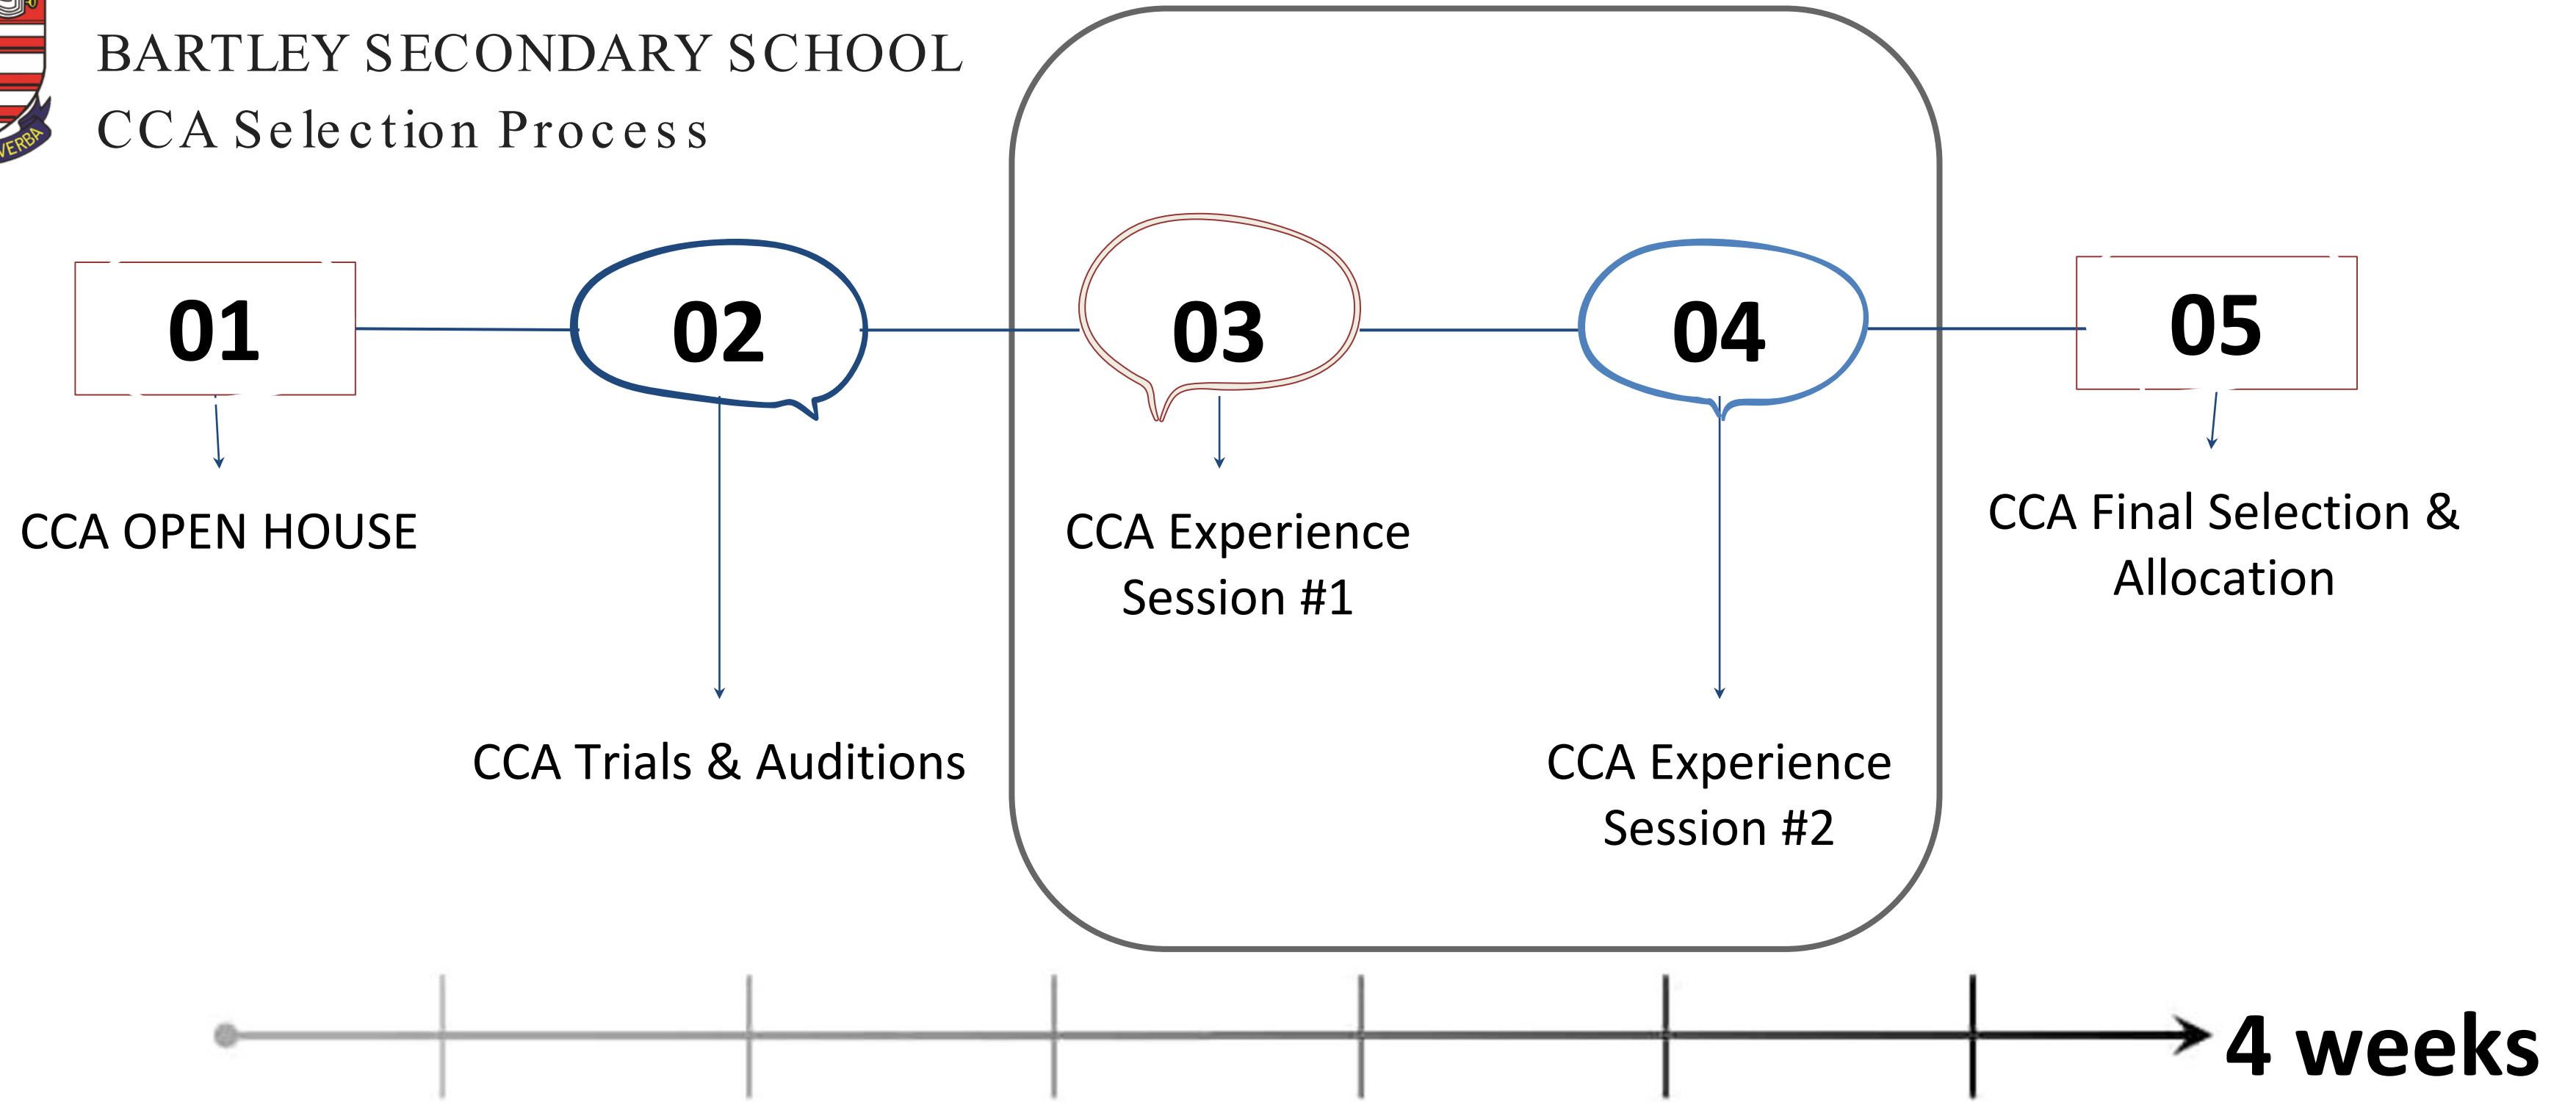 BARTLEY SECONDARY SCHOOL
CCA Selection Process
VERBA
01
02
03
04
05
CCA OPEN HOUSE
CCA Trials & Auditions
CCA Experience
Session #1
CCA Experience
Session #2
CCA Final Selection &
Allocation
4 weeks